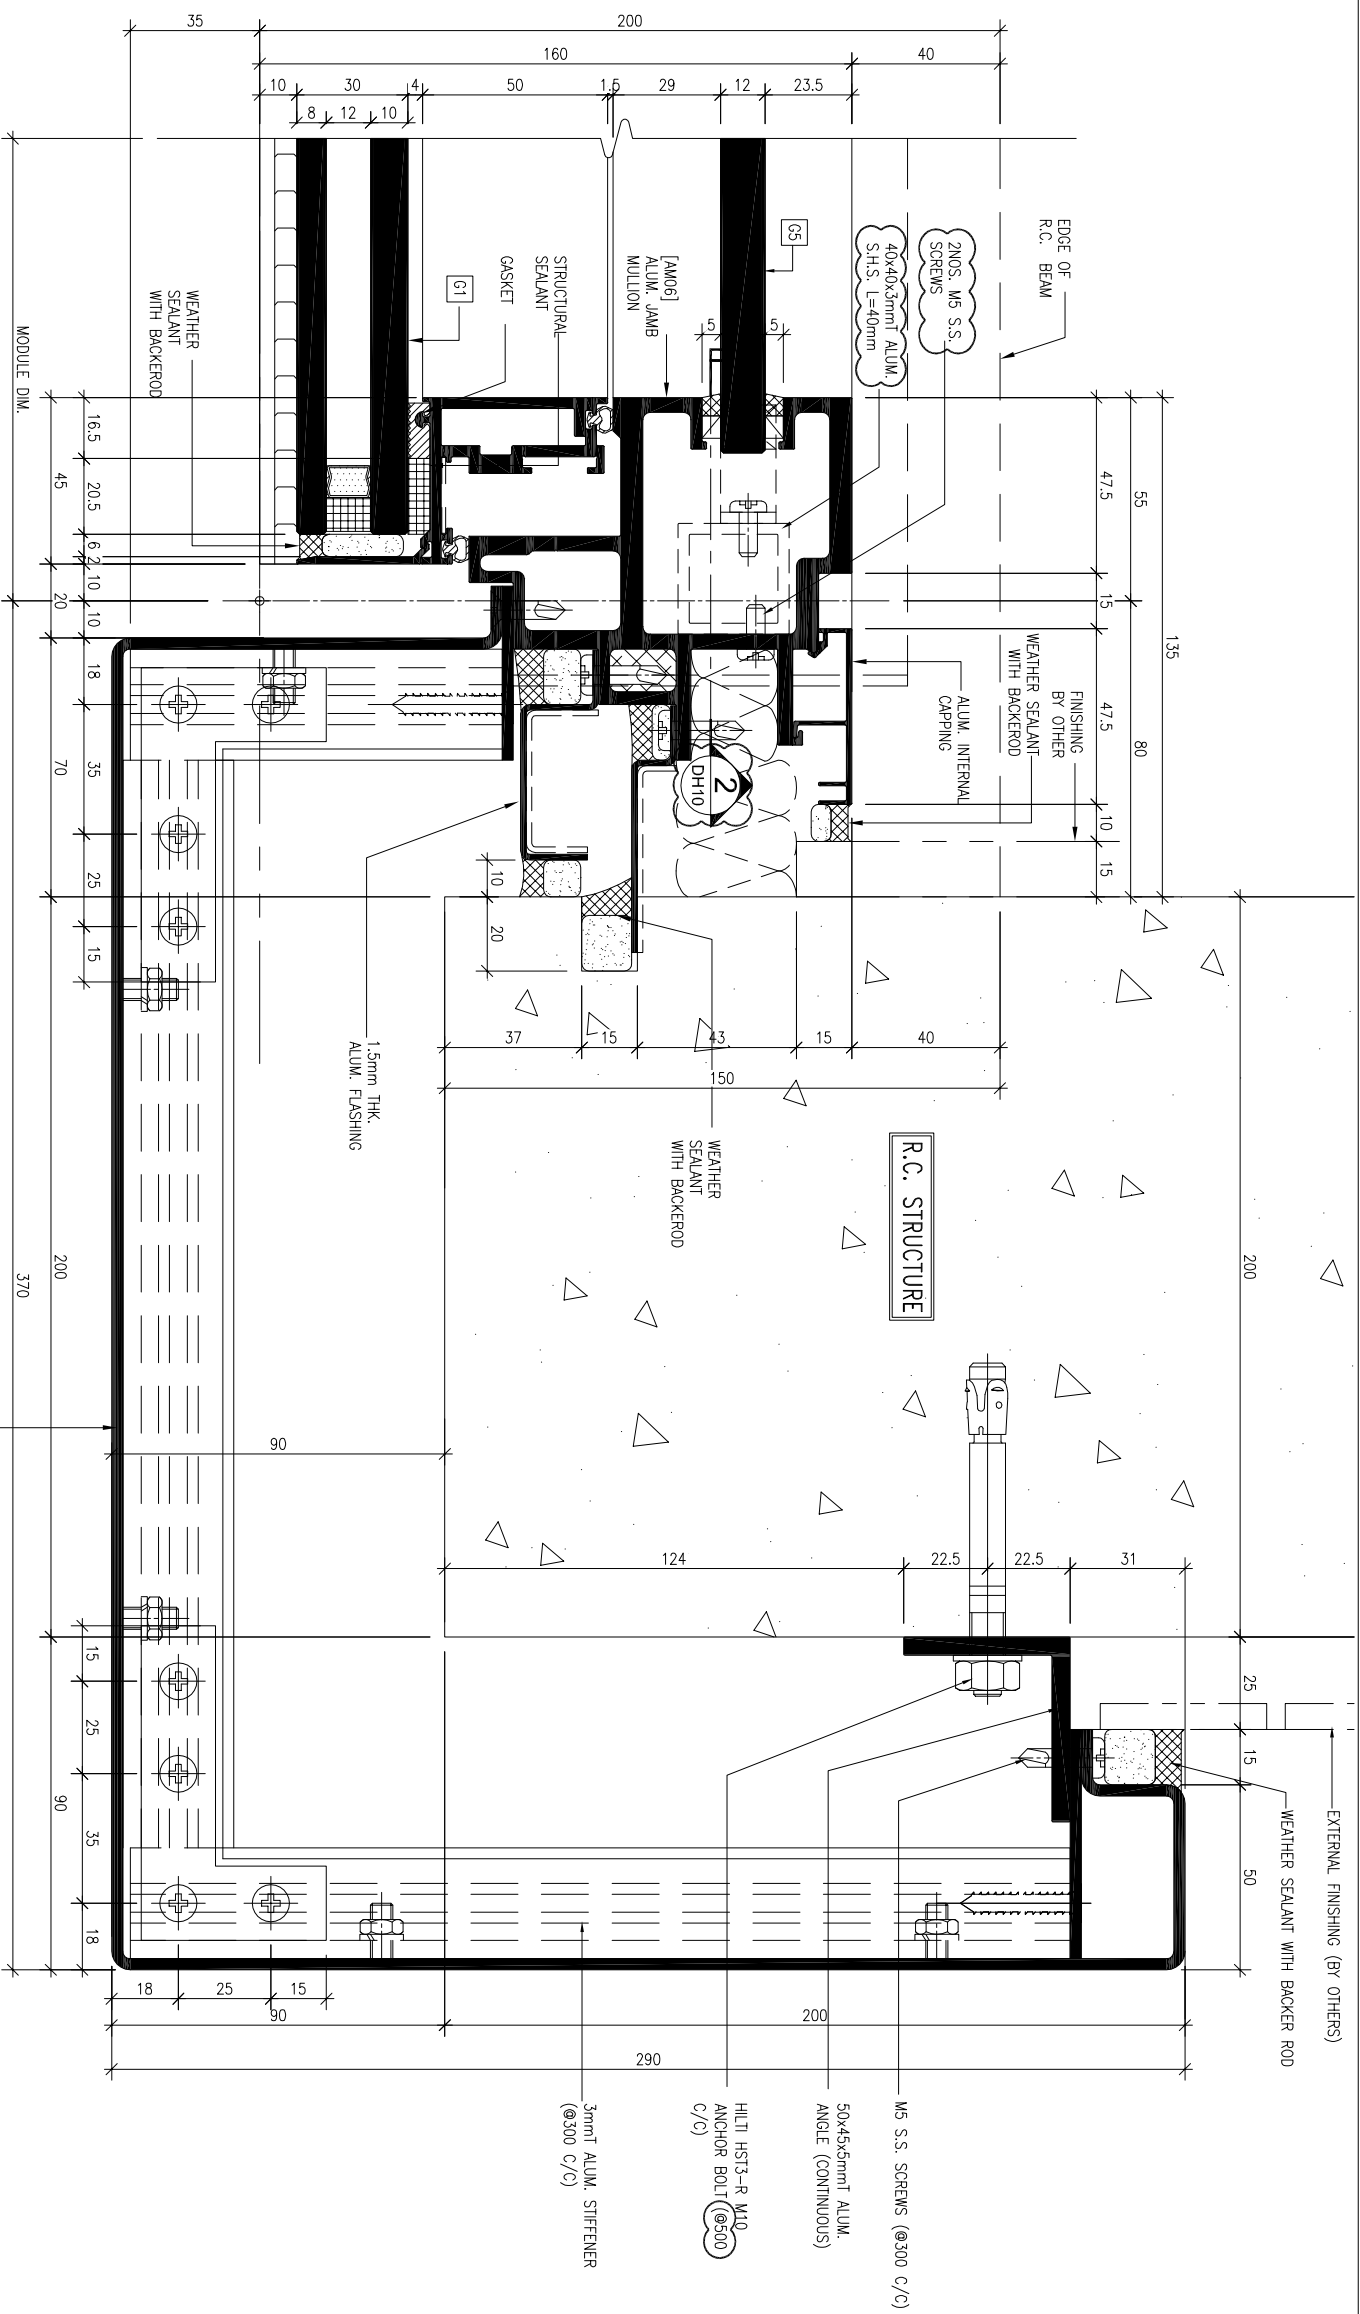 EDGE OF
R.C. BEAM
2NOS. M5 S.S.
SCREWS
40x40x3mmT ALUM.
S.H.S. L=40mm
G5
[AM06]
ALUM. JAMB
MULLION
STRUCTURAL
SEALANT
GASKET
G1
WEATHER
SEALANT
WITH BACKEROD
MODULE DIM.
FINISHING
BY OTHER
WEATHER SEALANT
WITH BACKEROD
ALUM. INTERNAL
CAPPING
2
DH10
1.5mm THK.
ALUM. FLASHING
WEATHER
SEALANT
WITH BACKEROD
R.C. STRUCTURE
EXTERNAL FINISHING (BY OTHERS)
WEATHER SEALANT WITH BACKER ROD
M5 S.S. SCREWS (@300 C/C)
50x45x5mmT ALUM.
ANGLE (CONTINUOUS)
HILTI HST3-R M10
ANCHOR BOLT (@500
C/C)
3mmT ALUM. STIFFENER
(@300 C/C)
35
200
160
40
10
30
4
50
1.5
29
12
23.5
8
12
10
5
5
135
55
80
47.5
15
47.5
10
15
16.5
20.5
6
2
10
10
18
35
25
15
45
20
70
200
90
370
10
20
37
15
43
15
40
150
200
25
15
50
124
22.5
22.5
31
90
15
25
35
18
18
25
15
90
200
290